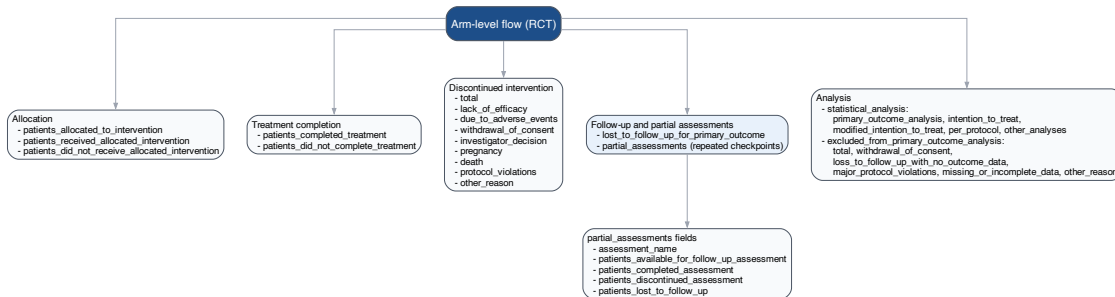 Arm-level flow (RCT)
Allocation
- patients_allocated_to_intervention
- patients_received_allocated_intervention
- patients_did_not_receive_allocated_intervention
Treatment completion
- patients_completed_treatment
- patients_did_not_complete_treatment
Discontinued intervention
- total
- lack_of_efficacy
- due_to_adverse_events
- withdrawal_of_consent
- investigator_decision
- pregnancy
- death
- protocol_violations
- other_reason
Follow-up and partial assessments
- lost_to_follow_up_for_primary_outcome
- partial_assessments (repeated checkpoints)
Analysis
- statistical_analysis:
primary_outcome_analysis, intention_to_treat,
modified_intention_to_treat, per_protocol, other_analyses
- excluded_from_primary_outcome_analysis:
total, withdrawal_of_consent,
loss_to_follow_up_with_no_outcome_data,
major_protocol_violations, missing_or_incomplete_data, other_reason
partial_assessments fields
- assessment_name
- patients_available_for_follow_up_assessment
- patients_completed_assessment
- patients_discontinued_assessment
- patients_lost_to_follow_up